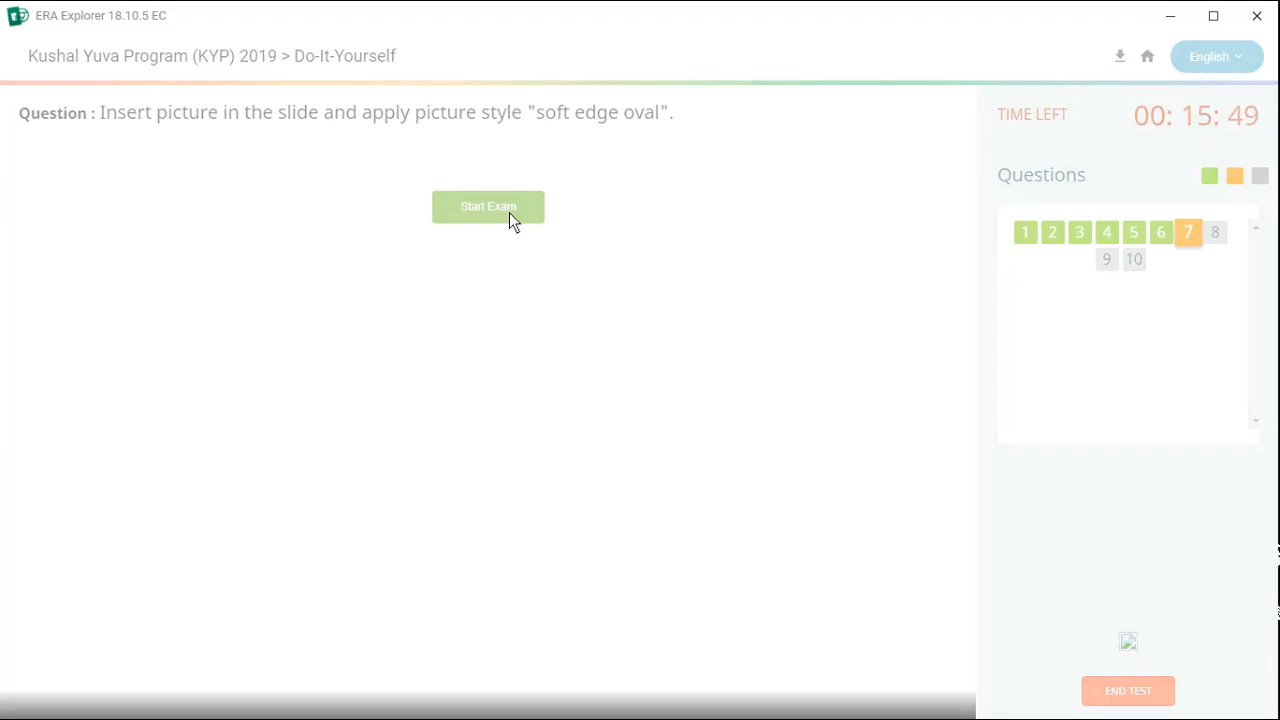 ERA Explorer 18.10.5 EC
Kushal Yuva Program (KYP) 2019 > Do-It-Yourself
English
Question : Insert picture in the slide and apply picture style "soft edge oval".
TIME LEFT
00: 15: 49
Questions
Start Exam
1 2 3 4 5 6 7 8
9 10
END TEST